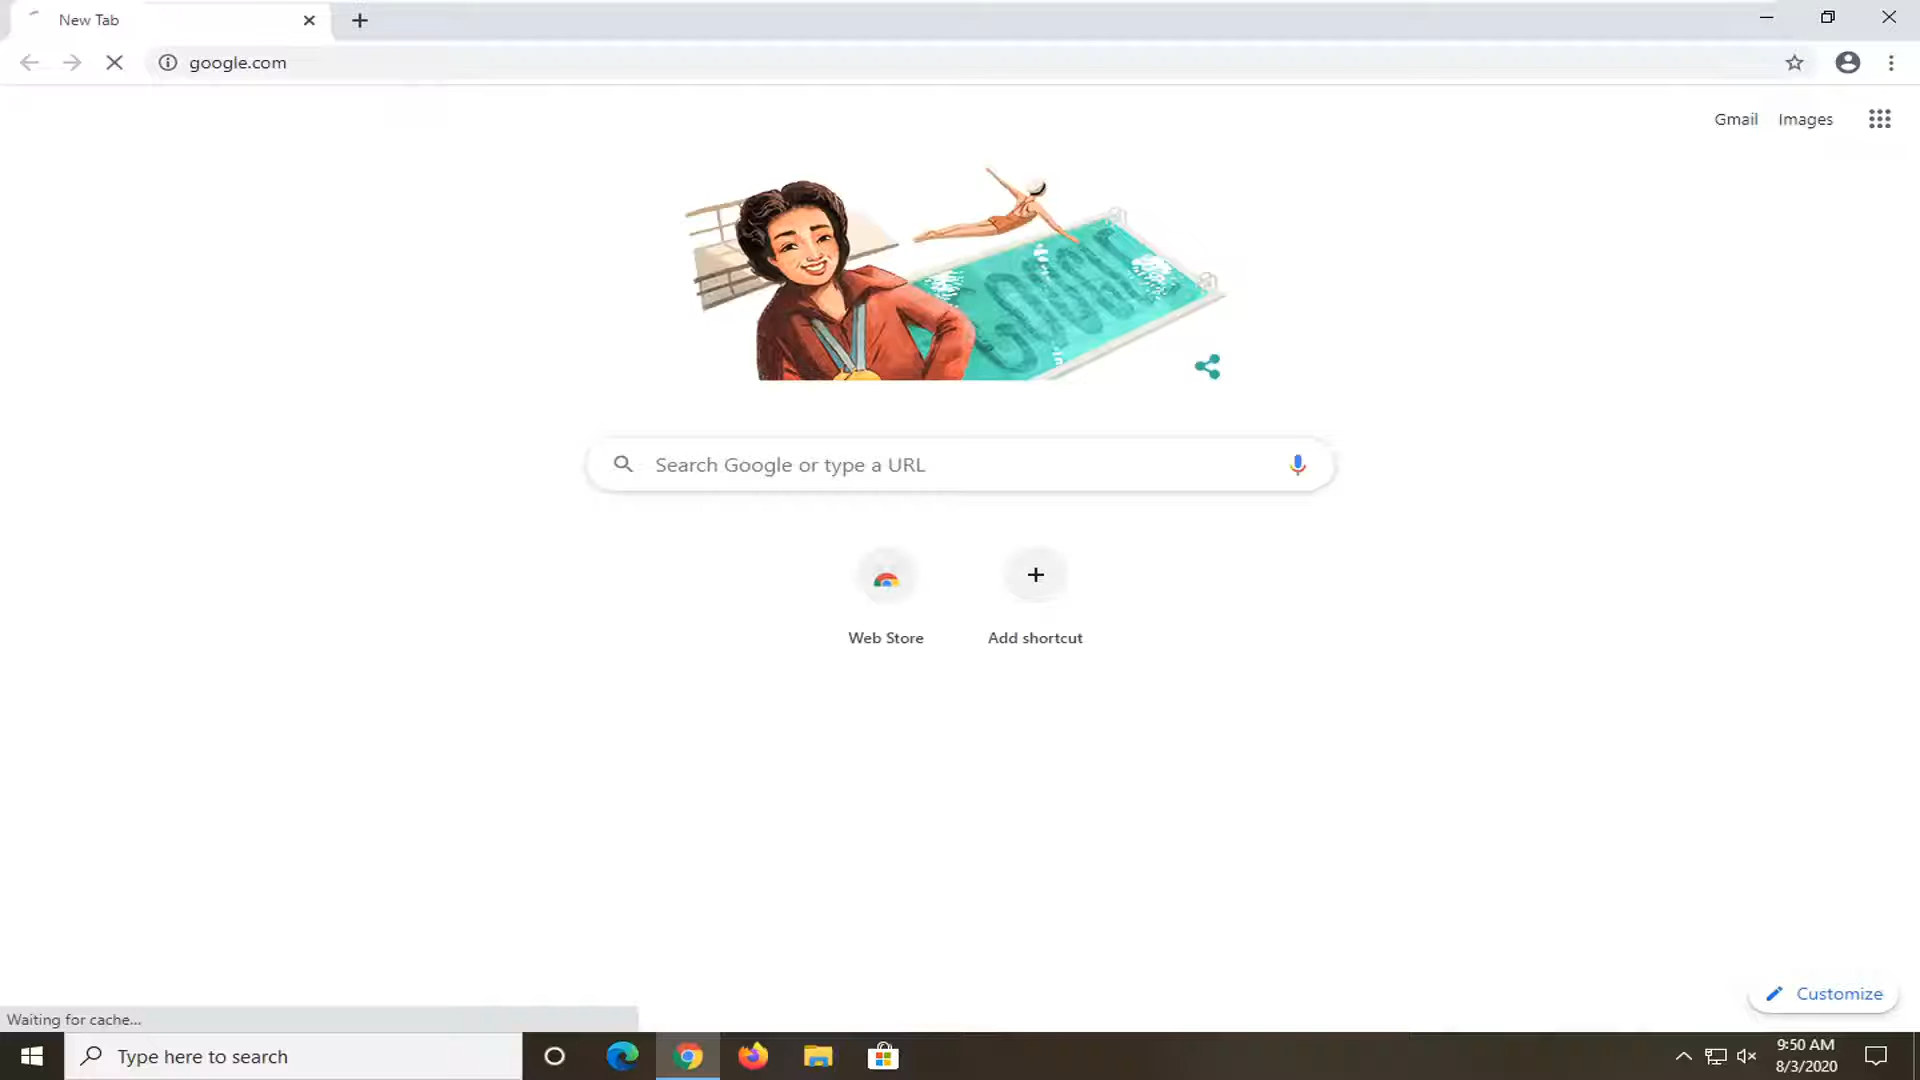 New Tab
google.com
Gmail Images
Search Google or type a URL
Web Store Add shortcut
Customize
Waiting for cache...
Type here to search
9:50 AM
8/3/2020